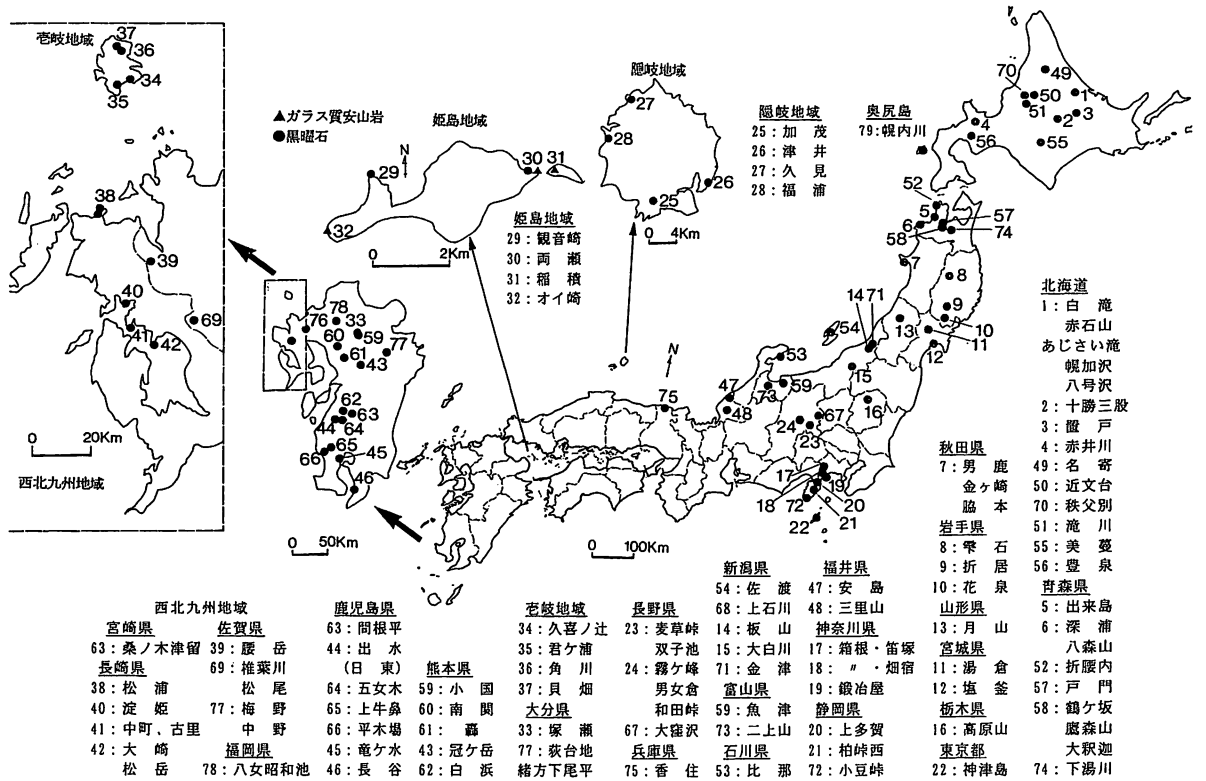 壱岐地域
37
36
34
35
38
39
40
41
42
69
0 20Km
西北九州地域
▲ガラス質安山岩
●黒曜石
姫島地域
N
29
30 31
32
0 2Km
姫島地域
29：観音崎
30：両瀬
31：稲積
32：オイ崎
隠岐地域
27
28
26
25
0 4Km
隠岐地域
25：加茂
26：津井
27：久見
28：福浦
奥尻島
79：幌内川
70
49
50
51
1
2
3
4
56
55
52
5
6
58
57
74
7
8
9
10
11
12
13
14 71
54
15
16
53
73
59
47
48
24
67
23
75
N
17
18
19
20
21
72
22
76
78
33
59
60
61
77
43
62
63
44
64
65
66
45
46
0 50Km
0 100Km
北海道
1：白滝
赤石山
あじさい滝
幌加沢
八号沢
2：十勝三股
3：置戸
4：赤井川
49：名寄
50：近文台
70：秩父別
51：滝川
55：美蔓
56：豊泉
青森県
5：出来島
6：深浦
八森山
52：折腰内
57：戸門
58：鶴ケ坂
鷹森山
大釈迦
74：下湯川
秋田県
7：男鹿
金ヶ崎
脇本
岩手県
8：雫石
9：折居
10：花泉
山形県
13：月山
宮城県
11：湯倉
12：塩釜
栃木県
16：高原山
東京都
22：神津島
福井県
47：安島
48：三里山
神奈川県
17：箱根・笛塚
18：〃・畑宿
19：鍛冶屋
静岡県
20：上多賀
21：柏峠西
72：小豆峠
新潟県
54：佐渡
68：上石川
14：板山
15：大白川
71：金津
富山県
59：魚津
73：二上山
石川県
53：比那
長野県
23：麦草峠
双子池
24：霧ケ峰
男女倉
和田峠
67：大窪沢
兵庫県
75：香住
壱岐地域
34：久喜ノ辻
35：君ケ浦
36：角川
37：貝畑
大分県
33：塚瀬
77：荻台地
緒方下尾平
熊本県
59：小国
60：南関
61：轟
43：冠ケ岳
62：白浜
鹿児島県
63：間根平
44：出水
(日東)
64：五女木
65：上牛鼻
66：平木場
45：竜ケ水
46：長谷
西北九州地域
宮崎県
63：桑ノ木津留
長崎県
38：松浦
40：淀姫
41：中町、古里
42：大崎
松岳
佐賀県
39：腰岳
69：椎葉川
松尾
77：梅野
中野
福岡県
78：八女昭和池